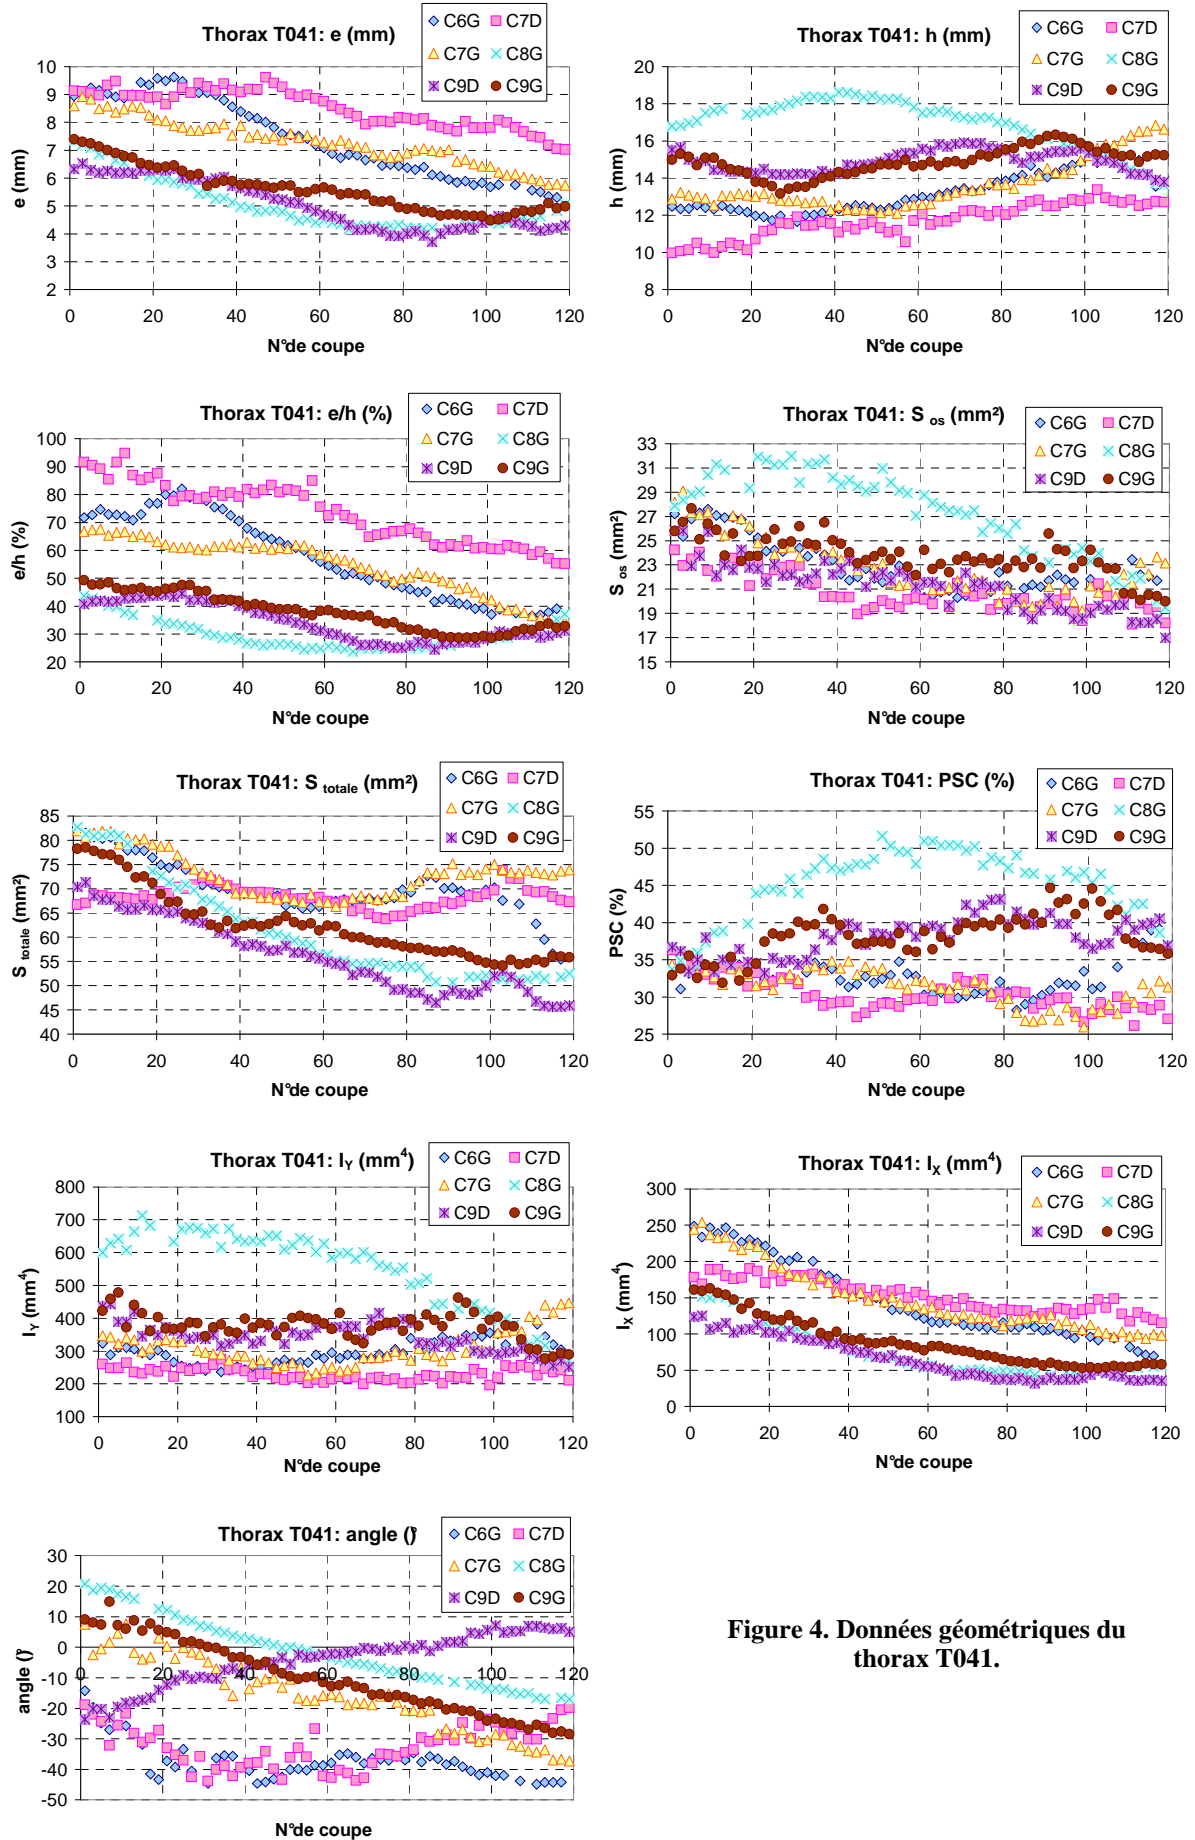 Thorax T041: e (mm)
C6G C7D
C7G C8G
C9D C9G
e (mm)
10
9
8
7
6
5
4
3
2
0 20 40 60 80 100 120
N°de coupe
Thorax T041: h (mm)
C6G C7D
C7G C8G
C9D C9G
h (mm)
20
18
16
14
12
10
8
0 20 40 60 80 100 120
N°de coupe
Thorax T041: e/h (%)
C6G C7D
C7G C8G
C9D C9G
e/h (%)
100
90
80
70
60
50
40
30
20
0 20 40 60 80 100 120
N°de coupe
Thorax T041: S os (mm²)
C6G C7D
C7G C8G
C9D C9G
S os (mm²)
33
31
29
27
25
23
21
19
17
15
0 20 40 60 80 100 120
N°de coupe
Thorax T041: S totale (mm²)
C6G C7D
C7G C8G
C9D C9G
S totale (mm²)
85
80
75
70
65
60
55
50
45
40
0 20 40 60 80 100 120
N°de coupe
Thorax T041: PSC (%)
C6G C7D
C7G C8G
C9D C9G
PSC (%)
55
50
45
40
35
30
25
0 20 40 60 80 100 120
N°de coupe
Thorax T041: IY (mm4)
C6G C7D
C7G C8G
C9D C9G
IY (mm4)
800
700
600
500
400
300
200
100
0 20 40 60 80 100 120
N°de coupe
Thorax T041: IX (mm4)
C6G C7D
C7G C8G
C9D C9G
IX (mm4)
300
250
200
150
100
50
0
0 20 40 60 80 100 120
N°de coupe
Thorax T041: angle (°)
C6G C7D
C7G C8G
C9D C9G
angle (°)
30
20
10
0
-10
-20
-30
-40
-50
0 20 40 60 80 100 120
N°de coupe
Figure 4. Données géométriques du
thorax T041.